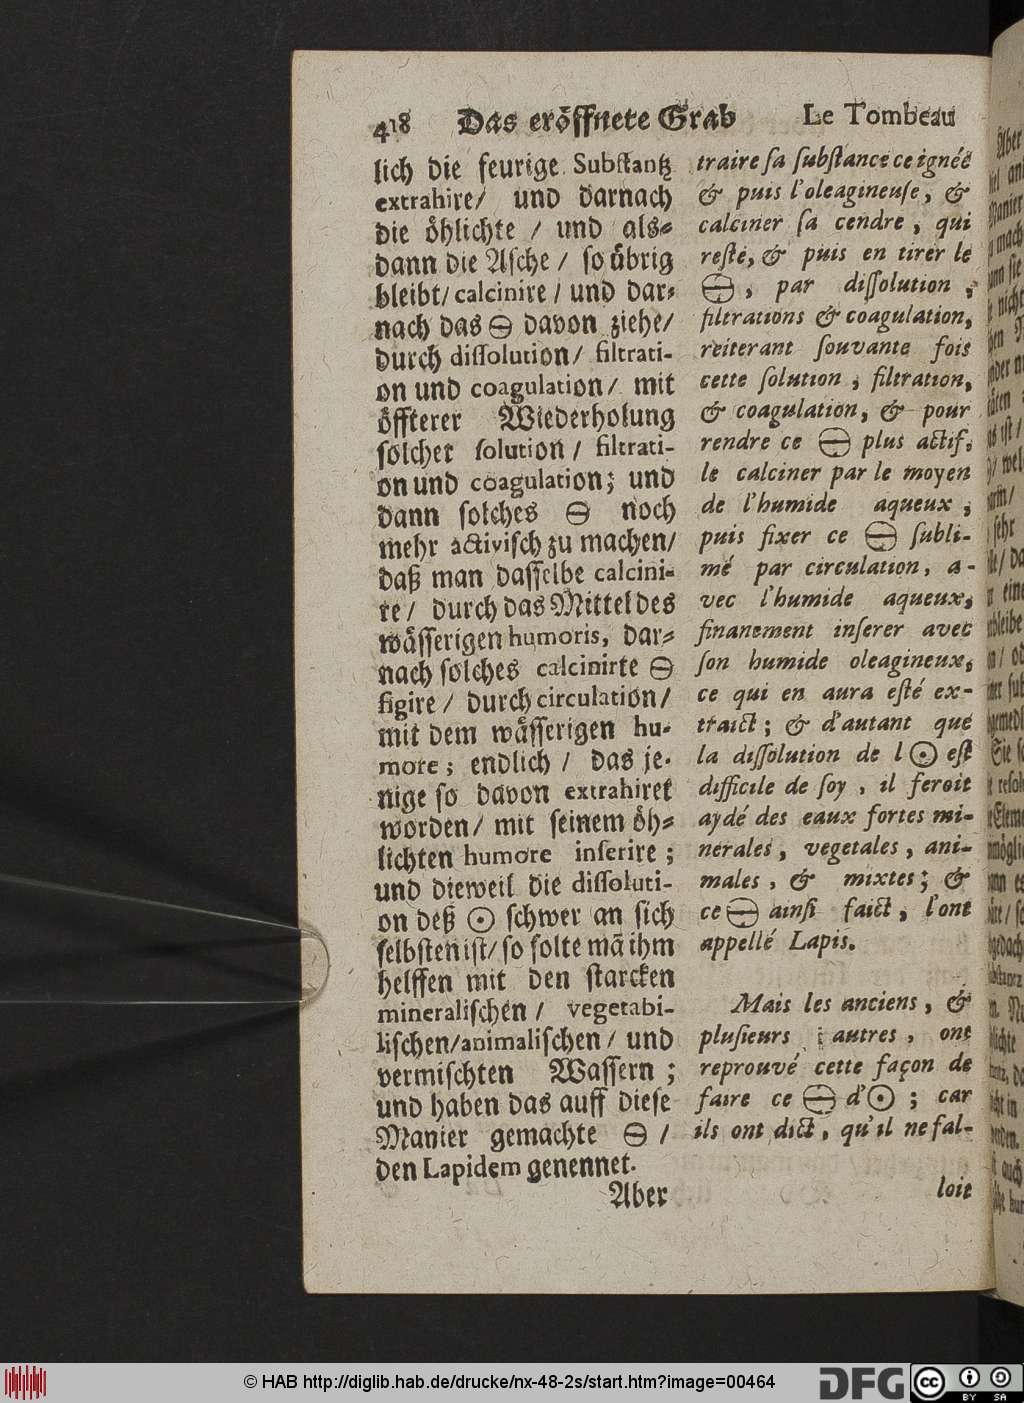 418 Das eröffnete Grab
lich die feurige Substantz
extrahire/ und darnach
die öhlichte / und als⸗
dann die Asche / so übrig
bleibt/ calcinire / und dar⸗
nach das 🜔 davon ziehe/
durch dissolution/ filtrati-
on und coagulation/ mit
öffterer Wiederholung
solcher solution / filtrati-
on und coagulation; und
dann solches 🜔 noch
mehr activisch zu machen/
daß man dasselbe calcini-
re / durch das Mittel des
wässerigen humoris, dar⸗
nach solches calcinirte 🜔
figire / durch circulation/
mit dem wässerigen hu-
more; endlich / das je-
nige so davon extrahiret
worden/ mit seinem öh⸗
lichten humore inserire;
und dieweil die dissoluti-
on deß ☉ schwer an sich
selbsten ist/ so solte mã ihm
helffen mit den starcken
mineralischen / vegetabi-
lischen/animalischen/ und
vermischten Wassern;
und haben das auff diese
Manier gemachte 🜔 /
den Lapidem genennet.
Aber
Le Tombeau
traire sa substance ce ignée
& puis l'oleagineuse, &
calciner sa cendre, qui
reste, & puis en tirer le
🜔, par dissolution,
filtrations & coagulation,
reiterant souvante fois
cette solution, filtration,
& coagulation, & pour
rendre ce 🜔 plus actif,
le calciner par le moyen
de l'humide aqueux,
puis fixer ce 🜔 subli-
mé par circulation, a-
vec l'humide aqueux,
finanement inserer avec
son humide oleagineux,
ce qui en aura esté ex-
traict; & d'autant que
la dissolution de l ☉ est
difficile de soy, il feroit
aydé des eaux fortes mi-
nerales, vegetales, ani-
males, & mixtes; &
ce 🜔 ainsi faict, l'ont
appellé Lapis.
Mais les anciens, &
plusieurs autres, ont
reprouvé cette façon de
faire ce 🜔 d'☉; car
ils ont dict, qu'il ne fal-
loit
© HAB http://diglib.hab.de/drucke/nx-48-2s/start.htm?image=00464
DFG
cc BY SA